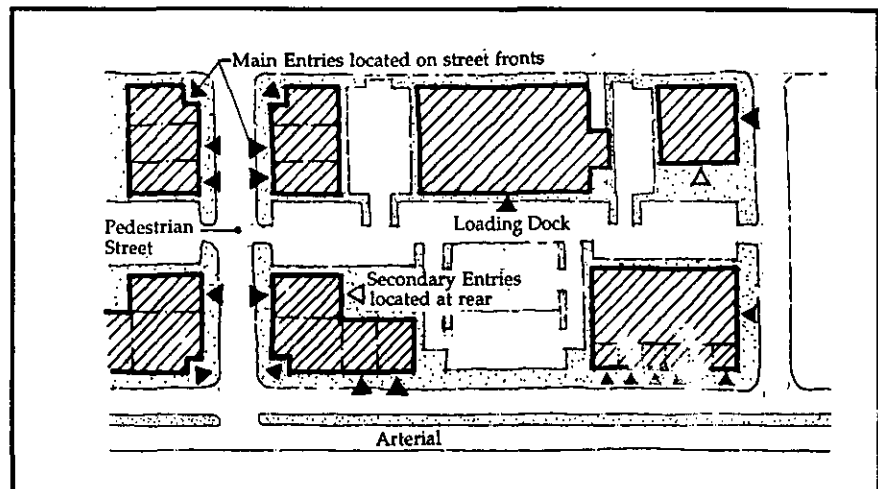 Main Entries located on street fronts
Pedestrian
Street
Loading Dock
Secondary Entries
located at rear
Arterial